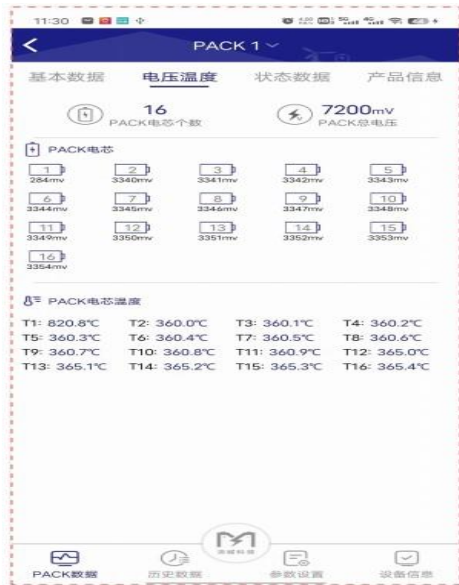 11:30
PACK 1
基本数据 电压温度 状态数据 产品信息
16 7200mV
PACK电芯个数 PACK总电压
PACK电芯
1 2 3 4 5
284mv 3340mv 3341mv 3342mv 3343mv
6 7 8 9 10
3344mv 3345mv 3346mv 3347mv 3348mv
11 12 13 14 15
3349mv 3350mv 3351mv 3352mv 3353mv
16
3354mv
PACK电芯温度
T1: 820.8℃ T2: 360.0℃ T3: 360.1℃ T4: 360.2℃
T5: 360.3℃ T6: 360.4℃ T7: 360.5℃ T8: 360.6℃
T9: 360.7℃ T10: 360.8℃ T11: 360.9℃ T12: 365.0℃
T13: 365.1℃ T14: 365.2℃ T15: 365.3℃ T16: 365.4℃
PACK数据 历史数据 参数设置 设备信息